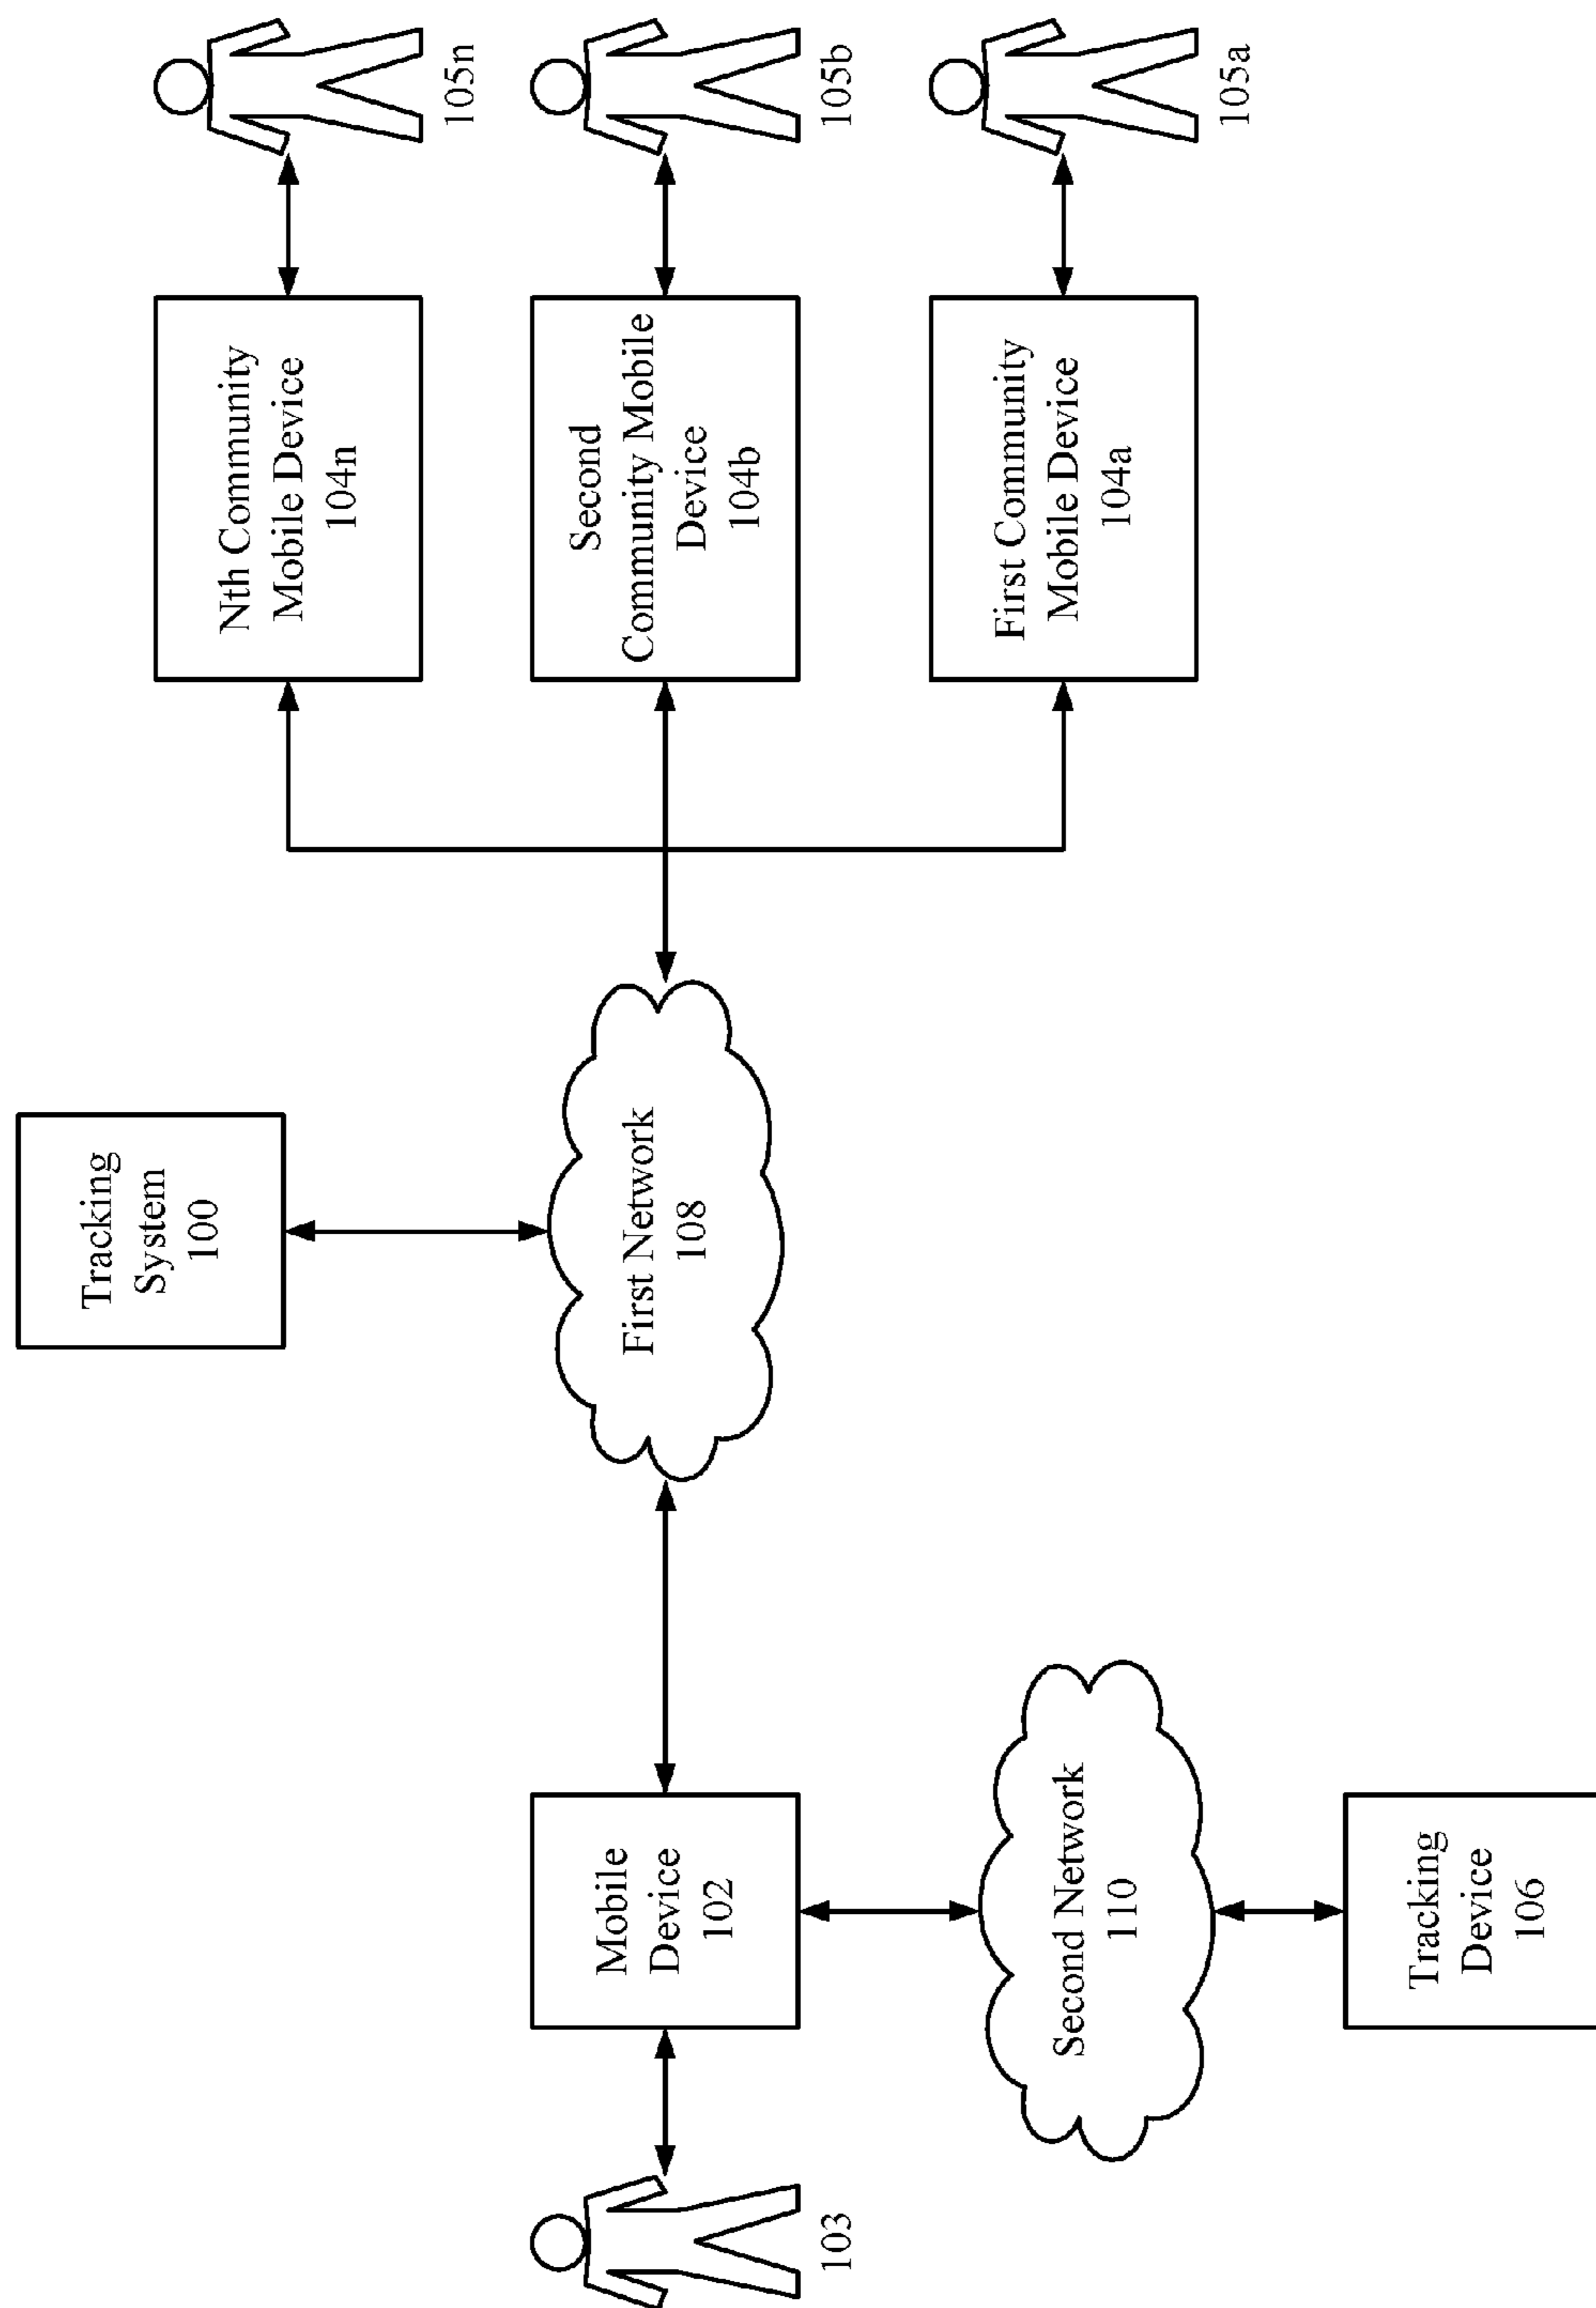 Tracking
System
100
Nth Community
Mobile Device
104n
105n
103
Mobile
Device
102
First Network
108
Second
Community Mobile
Device
104b
105b
Second Network
110
First Community
Mobile Device
104a
105a
Tracking
Device
106